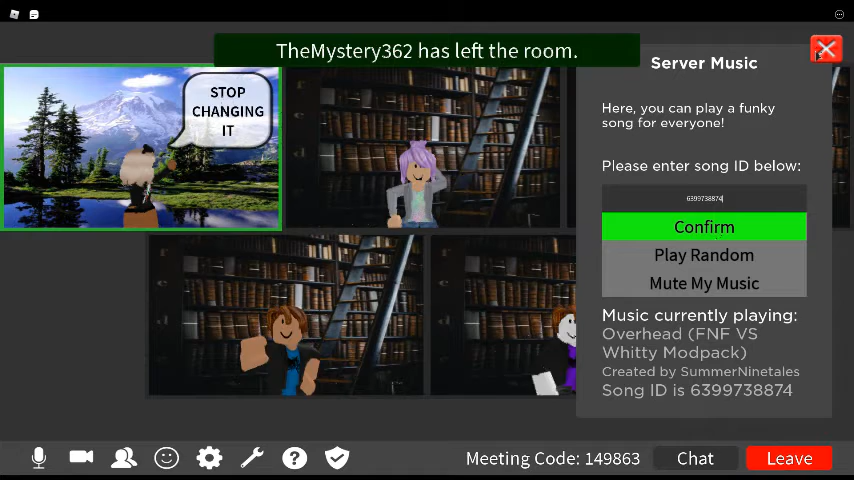 TheMystery362 has left the room.
STOP
CHANGING
IT
Server Music
Here, you can play a funky
song for everyone!
Please enter song ID below:
6399738874
Confirm
Play Random
Mute My Music
Music currently playing:
Overhead (FNF VS
Whitty Modpack)
Created by SummerNinetales
Song ID is 6399738874
Meeting Code: 149863
Chat
Leave